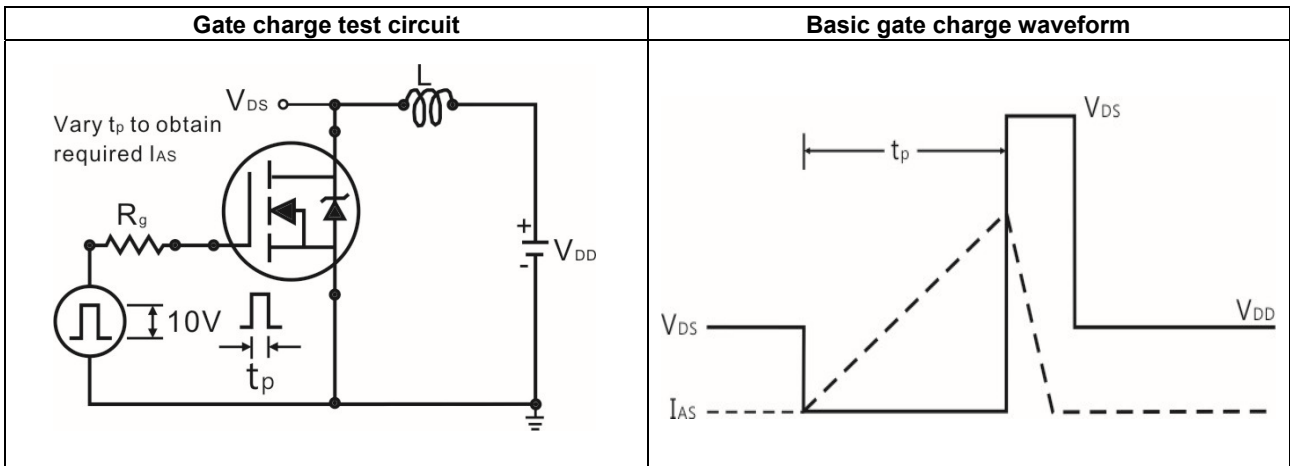 Gate charge test circuit
Basic gate charge waveform
VDS
L
Vary tp to obtain
required IAS
Rg
10V
tp
+
-
VDD
VDS
tp
VDS
VDD
IAS